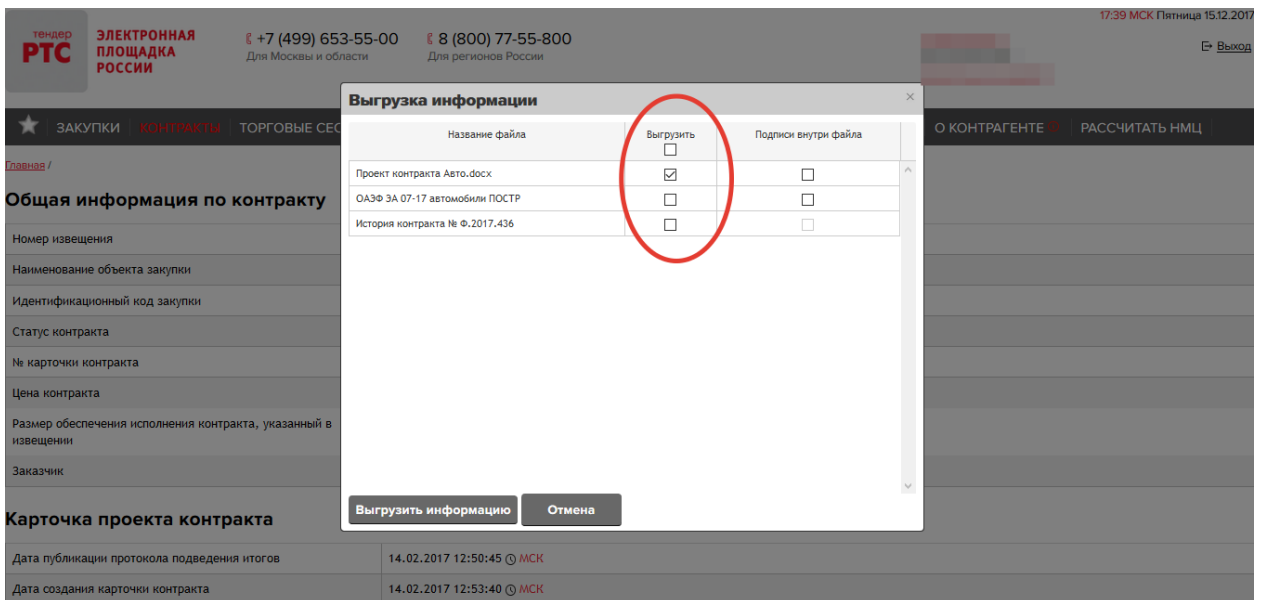 17:39 МСК Пятница 15.12.2017
тендер
РТС
ЭЛЕКТРОННАЯ
ПЛОЩАДКА
РОССИИ
+7 (499) 653-55-00
Для Москвы и области
8 (800) 77-55-800
Для регионов России
Выход
ЗАКУПКИ
КОНТРАКТЫ
ТОРГОВЫЕ СЕС
О КОНТРАГЕНТЕ
РАССЧИТАТЬ НМЦ
Главная /
Общая информация по контракту
Номер извещения
Наименование объекта закупки
Идентификационный код закупки
Статус контракта
№ карточки контракта
Цена контракта
Размер обеспечения исполнения контракта, указанный в
извещении
Заказчик
Выгрузка информации
×
Название файла
Выгрузить
Подписи внутри файла
Проект контракта Авто.docx
ОАЭФ ЭА 07-17 автомобили ПОСТР
История контракта № Ф.2017.436
Выгрузить информацию
Отмена
Карточка проекта контракта
Дата публикации протокола подведения итогов
14.02.2017 12:50:45 МСК
Дата создания карточки контракта
14.02.2017 12:53:40 МСК